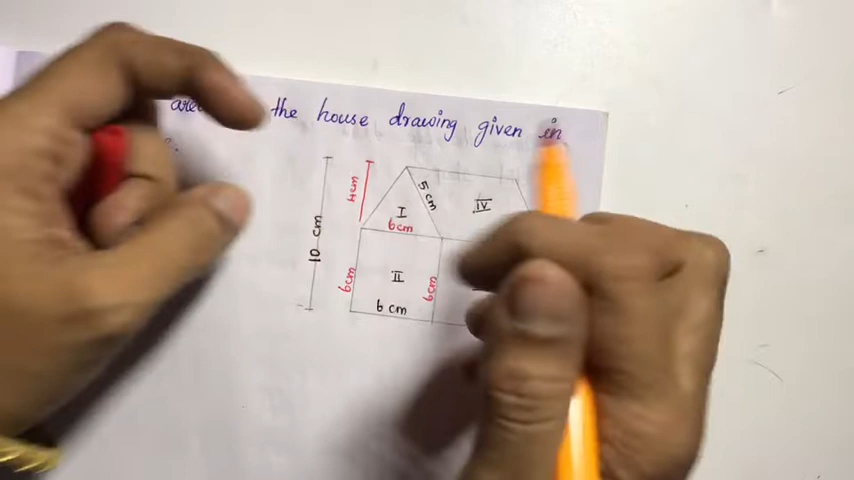 the house drawing given in
4cm
5 cm
IV
I
6cm
10 cm
II
6cm
6cm
6 cm